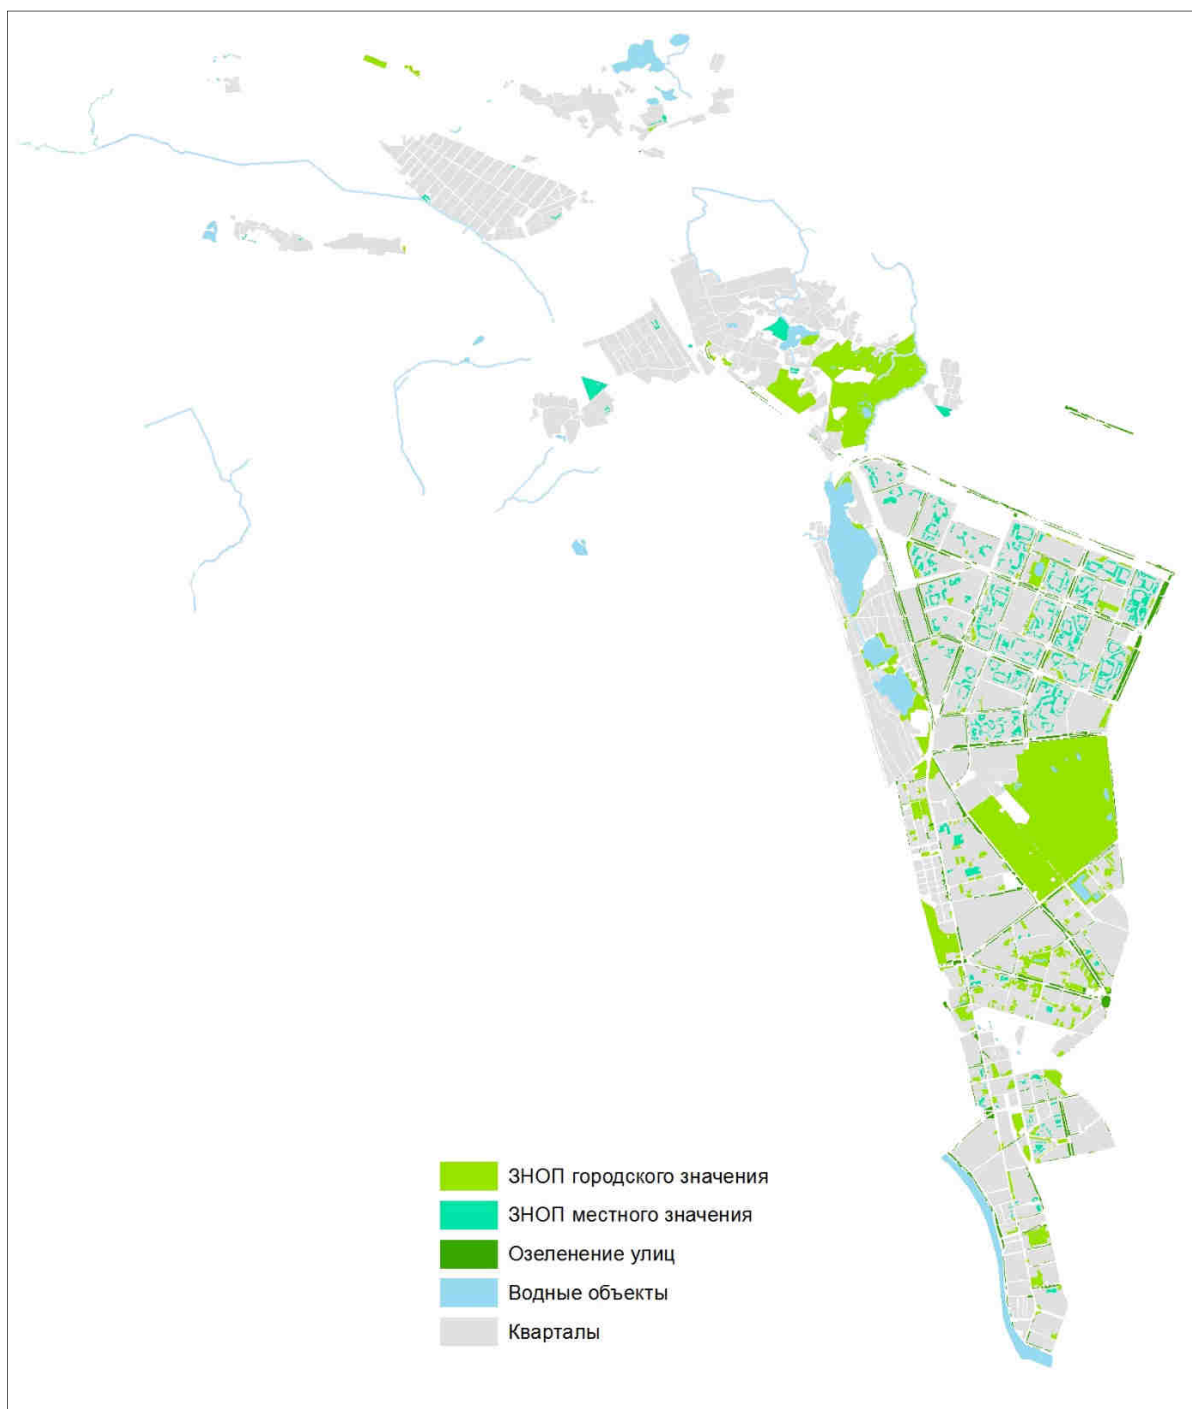 ЗНОП городского значения
ЗНОП местного значения
Озеленение улиц
Водные объекты
Кварталы